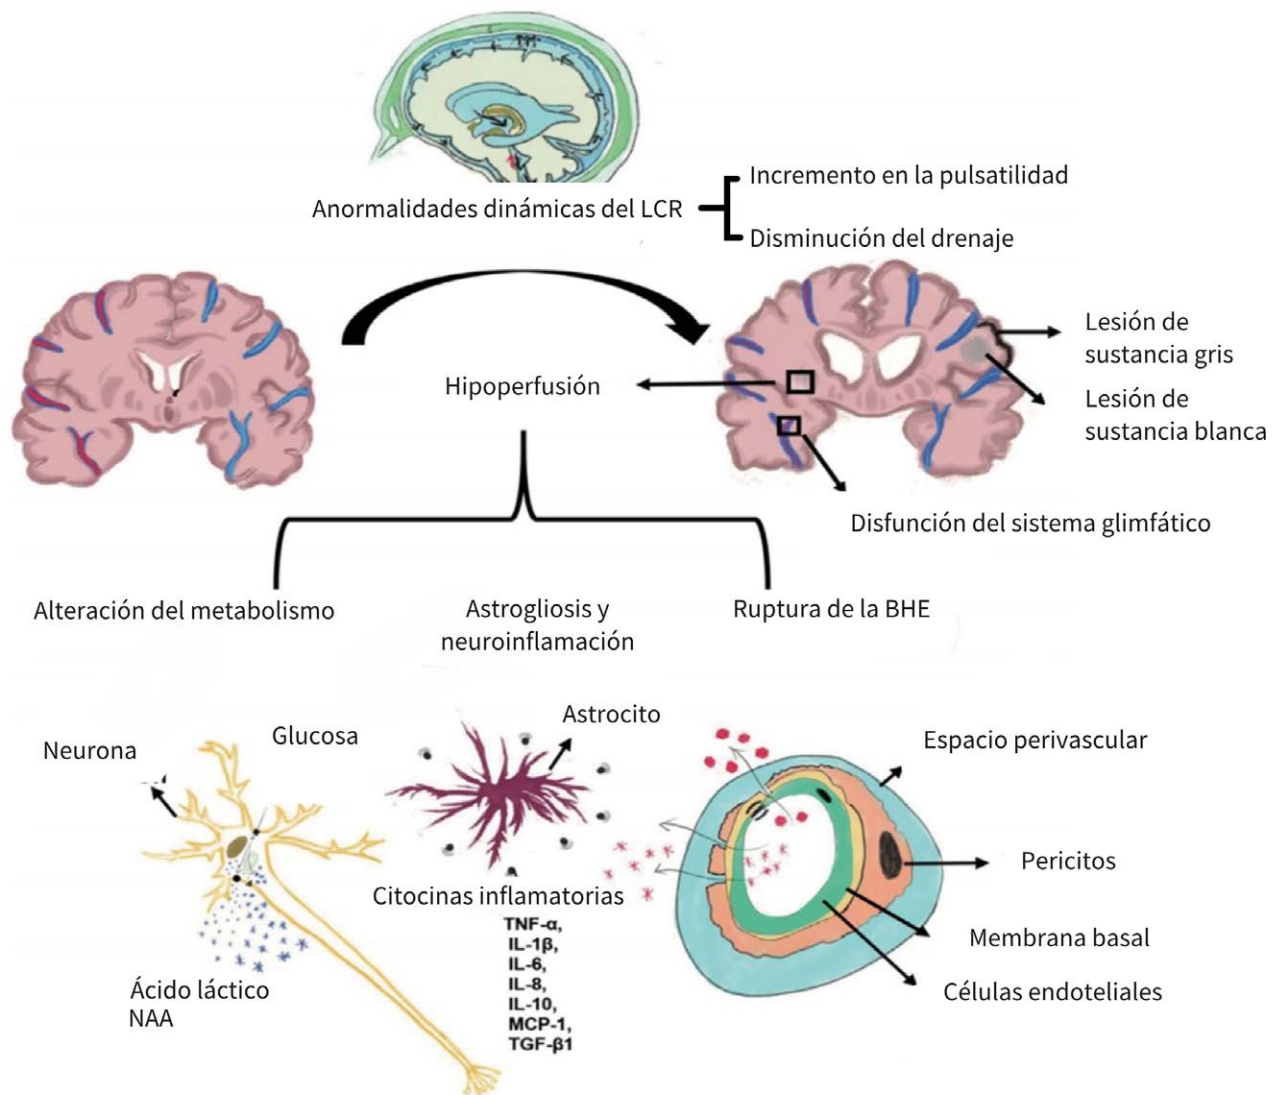 Anormalidades dinámicas del LCR
Incremento en la pulsatilidad
Disminución del drenaje
Hipoperfusión
Lesión de
sustancia gris
Lesión de
sustancia blanca
Disfunción del sistema glimfático
Alteración del metabolismo
Astrogliosis y
neuroinflamación
Ruptura de la BHE
Neurona
Glucosa
Ácido láctico
NAA
Astrocito
Citocinas inflamatorias
TNF-α,
IL-1β,
IL-6,
IL-8,
IL-10,
MCP-1,
TGF-β1
Espacio perivascular
Pericitos
Membrana basal
Células endoteliales